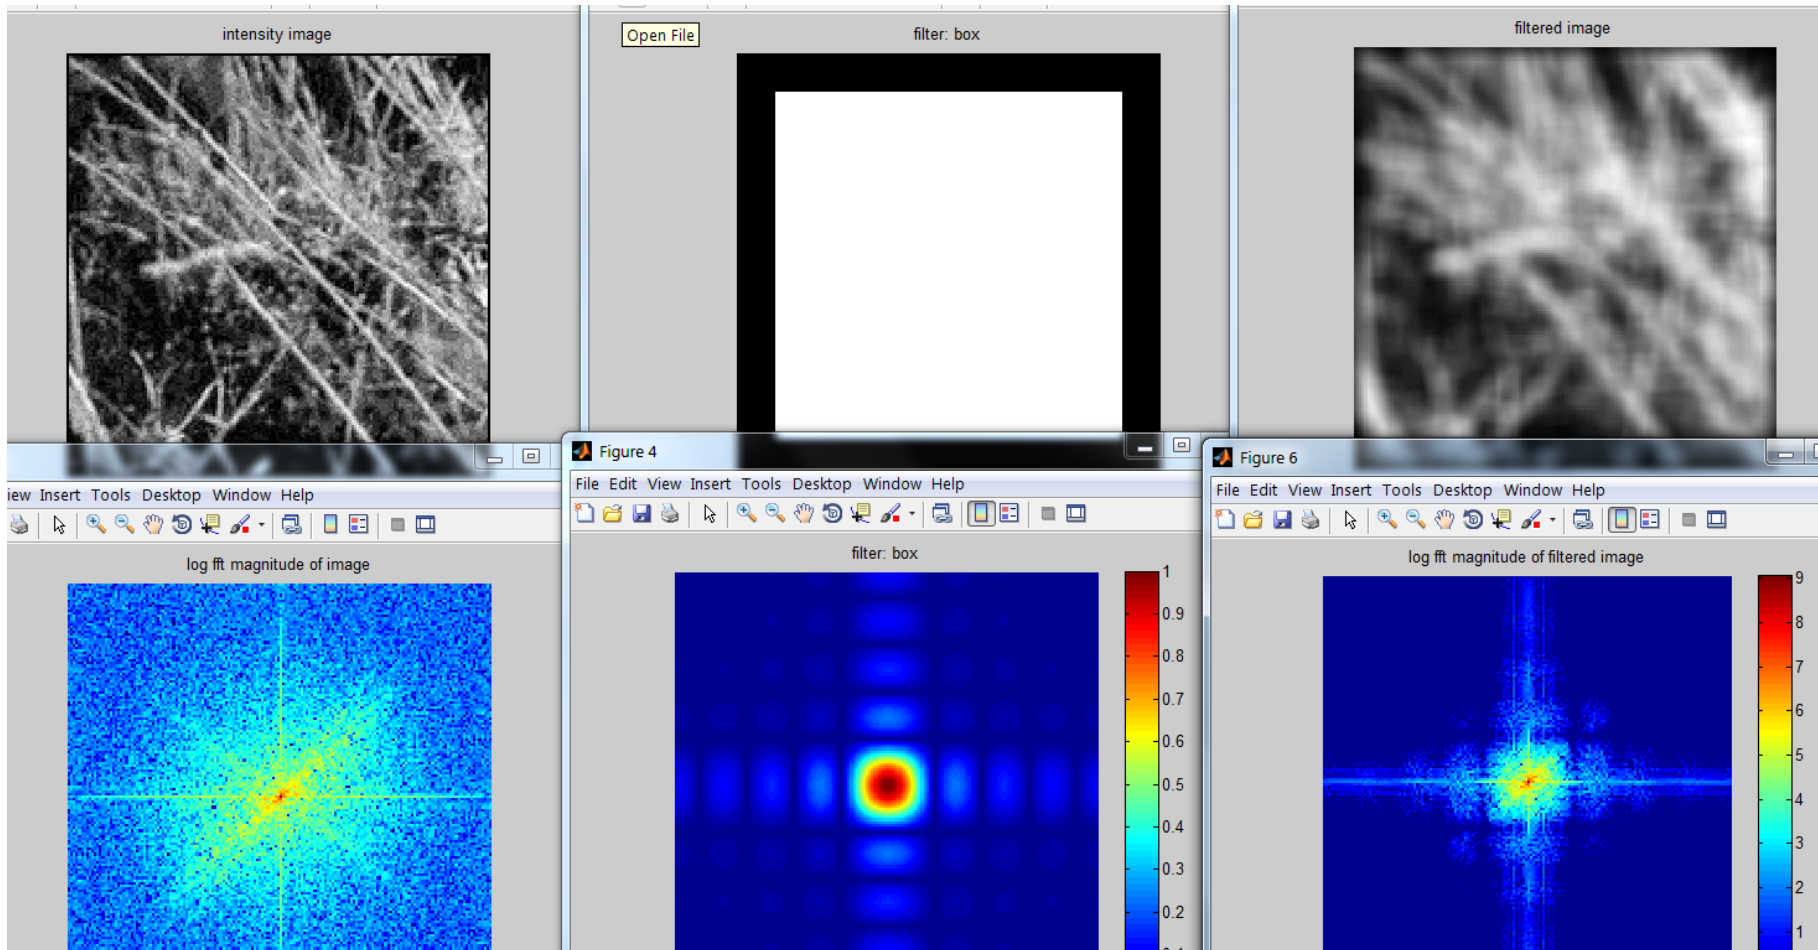 intensity image
Open File
filter: box
filtered image
Figure 4
Figure 6
iew Insert Tools Desktop Window Help
File Edit View Insert Tools Desktop Window Help
File Edit View Insert Tools Desktop Window Help
log fft magnitude of image
filter: box
log fft magnitude of filtered image
1
0.9
0.8
0.7
0.6
0.5
0.4
0.3
0.2
9
8
7
6
5
4
3
2
1